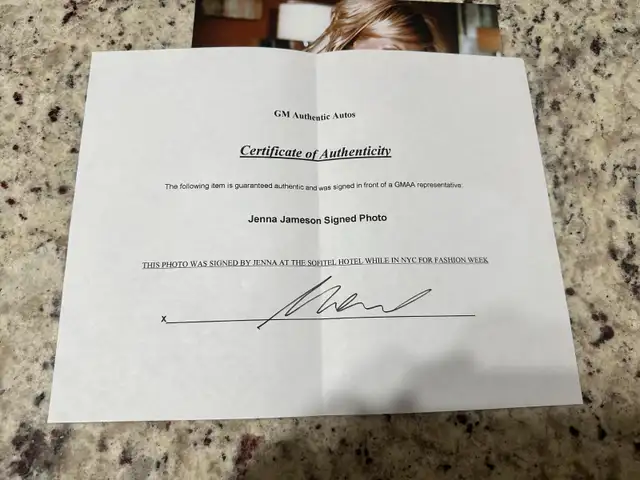 GM Authentic Autos
Certificate of Authenticity
The following item is guaranteed authentic and was signed in front of a GMAA representative.
Jenna Jameson Signed Photo
THIS PHOTO WAS SIGNED BY JENNA AT THE SOFITEL HOTEL WHILE IN NYC FOR FASHION WEEK
X